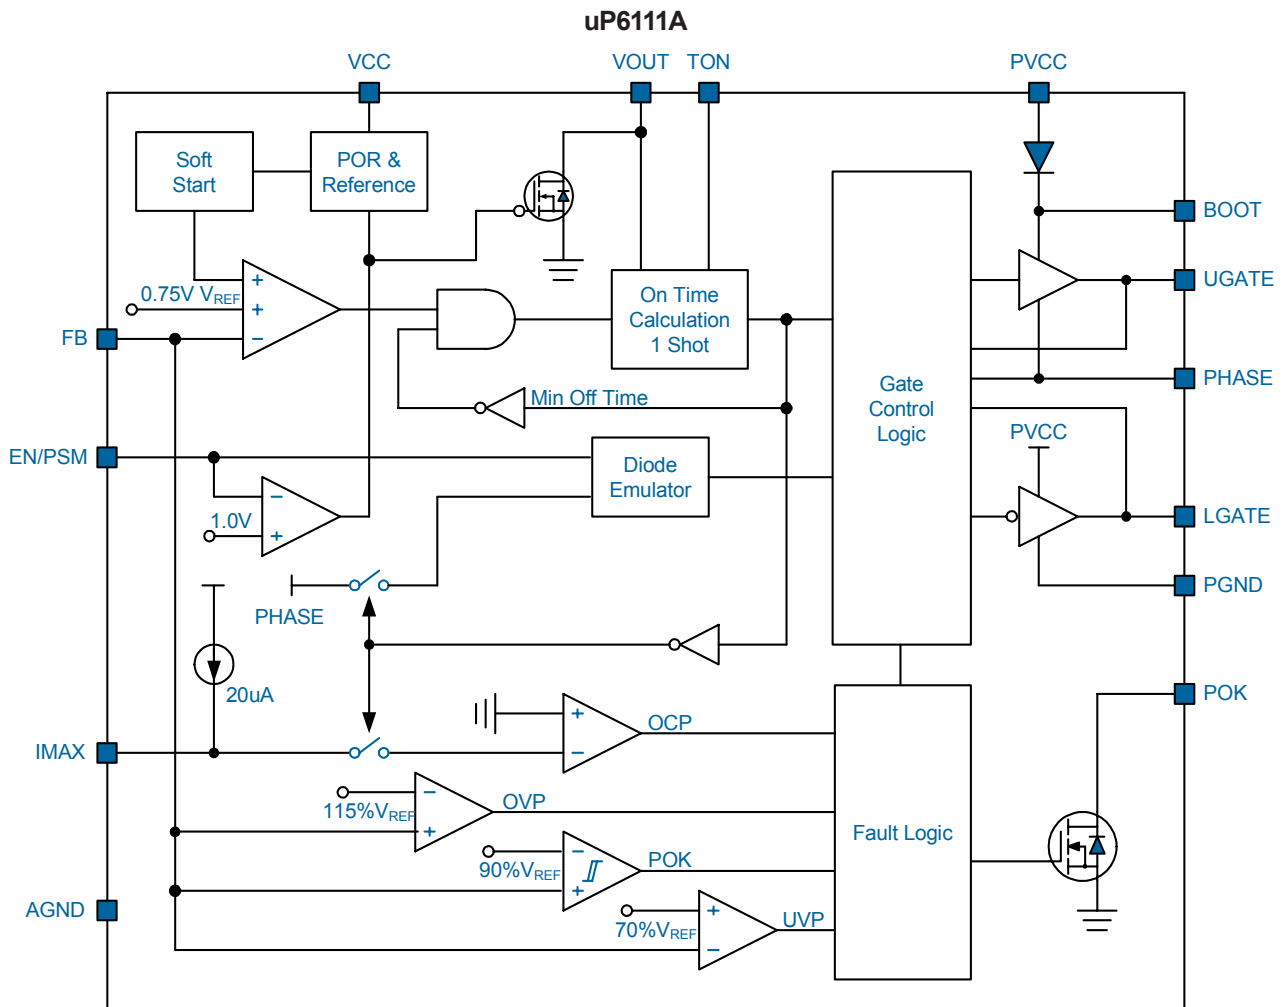 uP6111A
VCC
VOUT
TON
PVCC
Soft
Start
POR &
Reference
BOOT
0.75V VREF
+
+
−
On Time
Calculation
1 Shot
UGATE
FB
Gate
Control
Logic
PHASE
Min Off Time
PVCC
EN/PSM
Diode
Emulator
−
1.0V
+
LGATE
PHASE
PGND
20uA
POK
+
OCP
IMAX
−
−
115%VREF
OVP
+
Fault Logic
−
90%VREF
POK
+
AGND
+
70%VREF
UVP
−